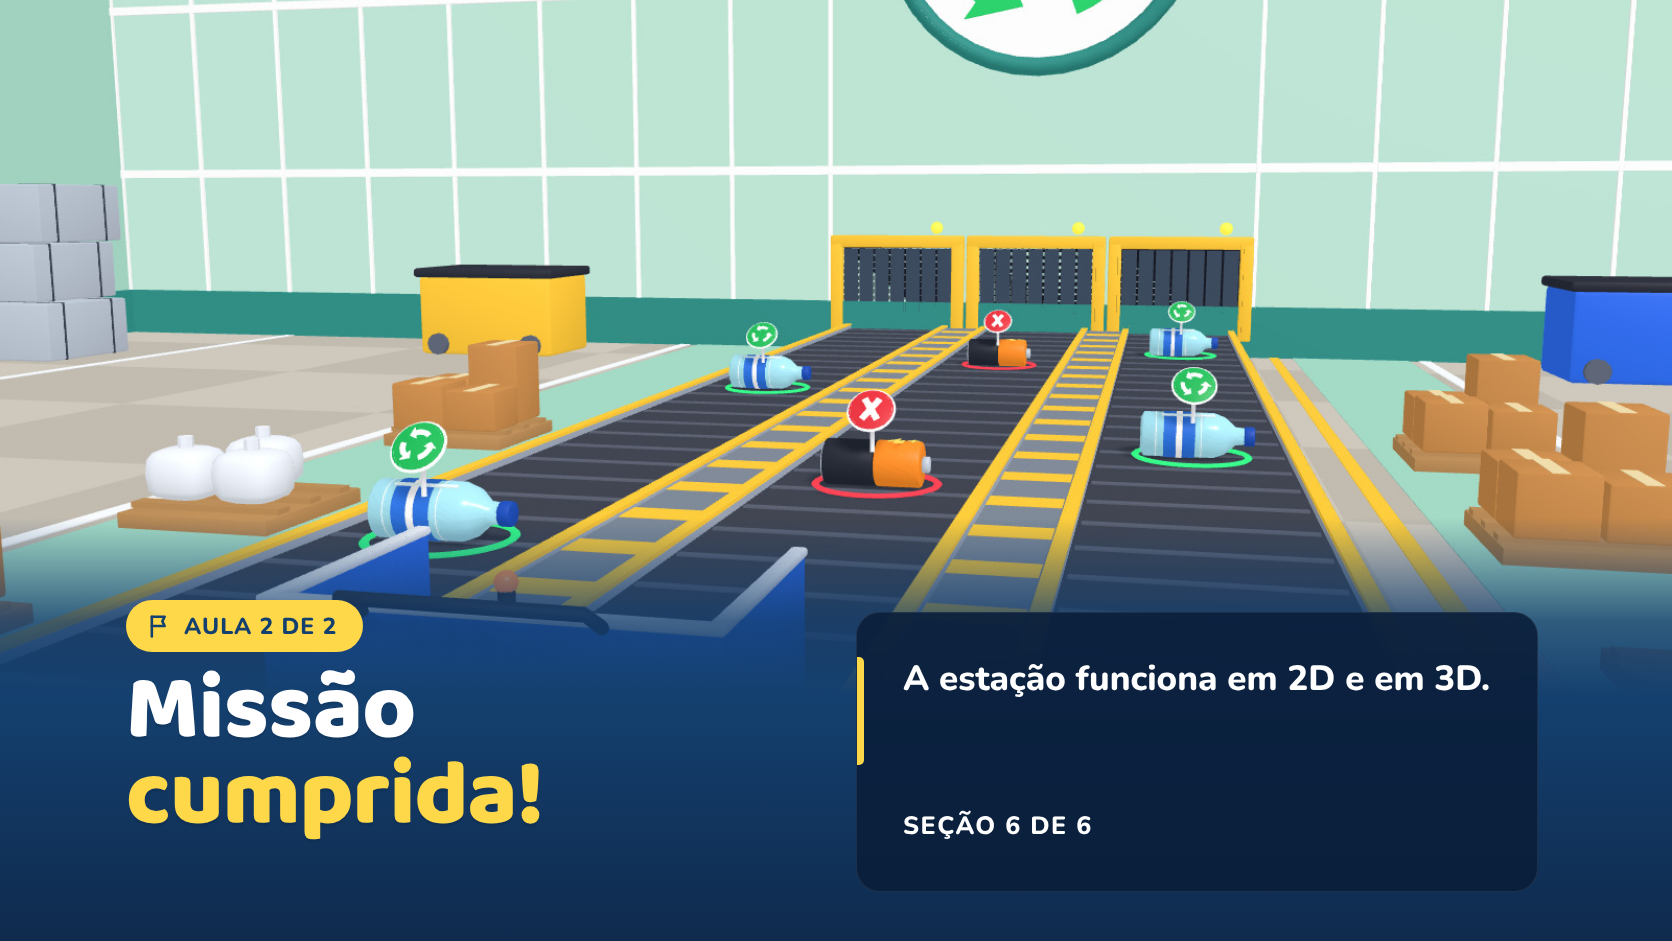 AULA 2 DE 2
Missão
cumprida!
A estação funciona em 2D e em 3D.
SEÇÃO 6 DE 6